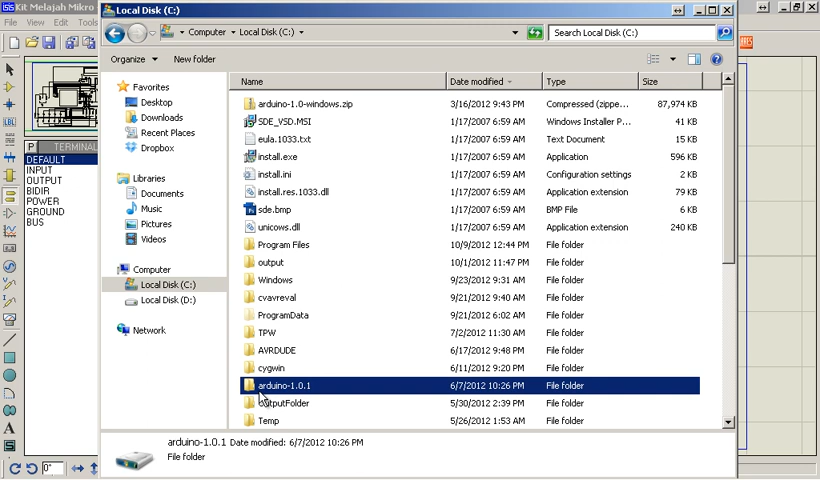 ISIS Kit Melajah Mikro
Local Disk (C:)
File View Edit Tools
Computer Local Disk (C:)
Search Local Disk (C:)
Organize New folder
Name Date modified Type Size
Favorites
Desktop
Downloads
Recent Places
Dropbox
Libraries
Documents
Music
Pictures
Videos
Computer
Local Disk (C:)
Local Disk (D:)
Network
arduino-1.0-windows.zip 3/16/2012 9:43 PM Compressed (zippe... 87,974 KB
SDE_VSD.MSI 1/17/2007 6:59 AM Windows Installer P... 41 KB
eula.1033.txt 1/17/2007 6:59 AM Text Document 15 KB
install.exe 1/17/2007 6:59 AM Application 596 KB
install.ini 1/17/2007 6:59 AM Configuration settings 2 KB
install.res.1033.dll 1/17/2007 6:59 AM Application extension 79 KB
sde.bmp 1/17/2007 6:59 AM BMP File 6 KB
unicows.dll 1/17/2007 6:59 AM Application extension 240 KB
Program Files 10/9/2012 12:44 PM File folder
output 10/1/2012 11:47 PM File folder
Windows 9/23/2012 9:31 AM File folder
cvavreval 9/21/2012 9:40 AM File folder
ProgramData 9/21/2012 6:02 AM File folder
TPW 7/2/2012 11:30 AM File folder
AVRDUDE 6/17/2012 9:48 PM File folder
cygwin 6/11/2012 9:20 PM File folder
arduino-1.0.1 6/7/2012 10:26 PM File folder
outputFolder 5/30/2012 2:39 PM File folder
Temp 5/26/2012 1:53 AM File folder
arduino-1.0.1 Date modified: 6/7/2012 10:26 PM
File folder
P TERMINAL
DEFAULT
INPUT
OUTPUT
BIDIR
POWER
GROUND
BUS
LBL
A
S
0°
ARES